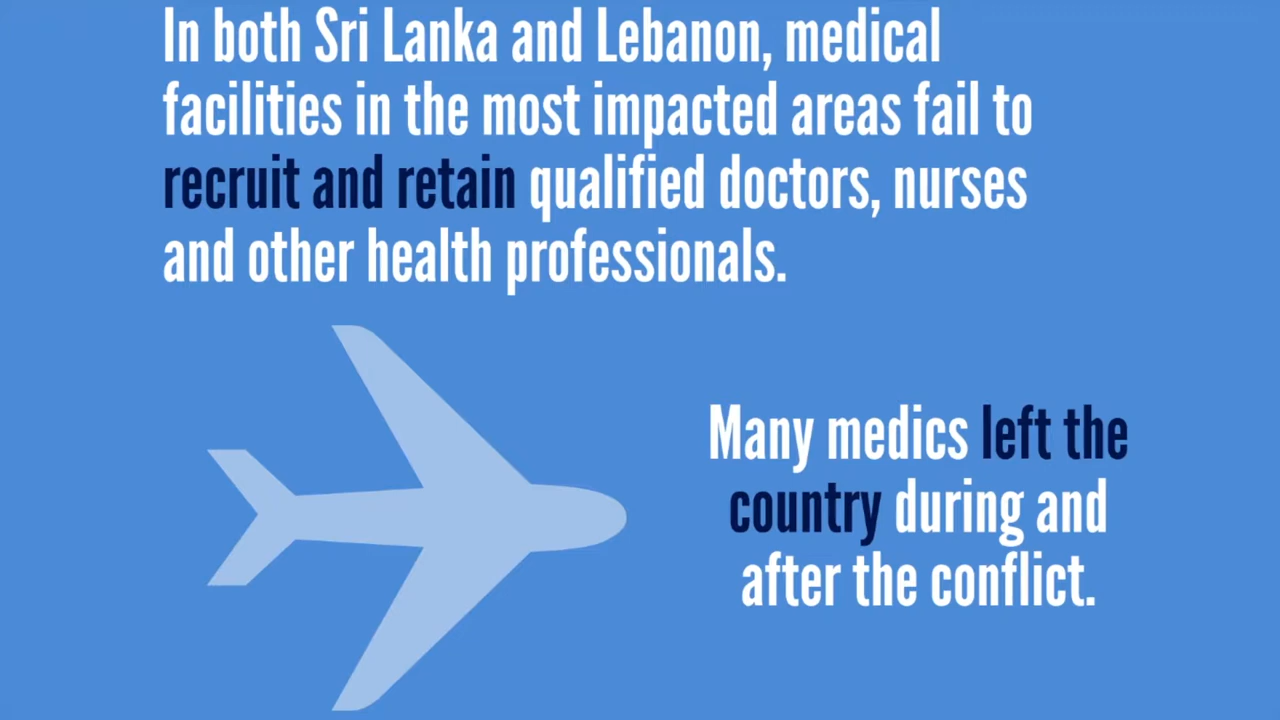 In both Sri Lanka and Lebanon, medical
facilities in the most impacted areas fail to
recruit and retain qualified doctors, nurses
and other health professionals.
Many medics left the
country during and
after the conflict.